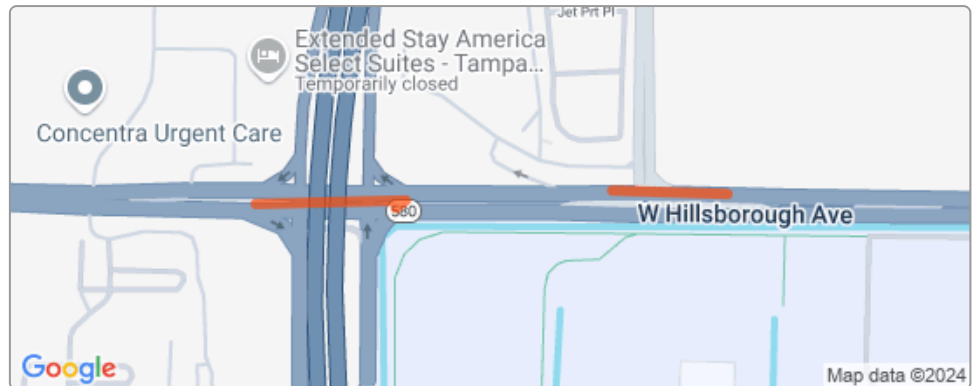 Jet Prt Pl
Extended Stay America
Select Suites - Tampa...
Temporarily closed
Concentra Urgent Care
580
W Hillsborough Ave
Google
Map data ©2024